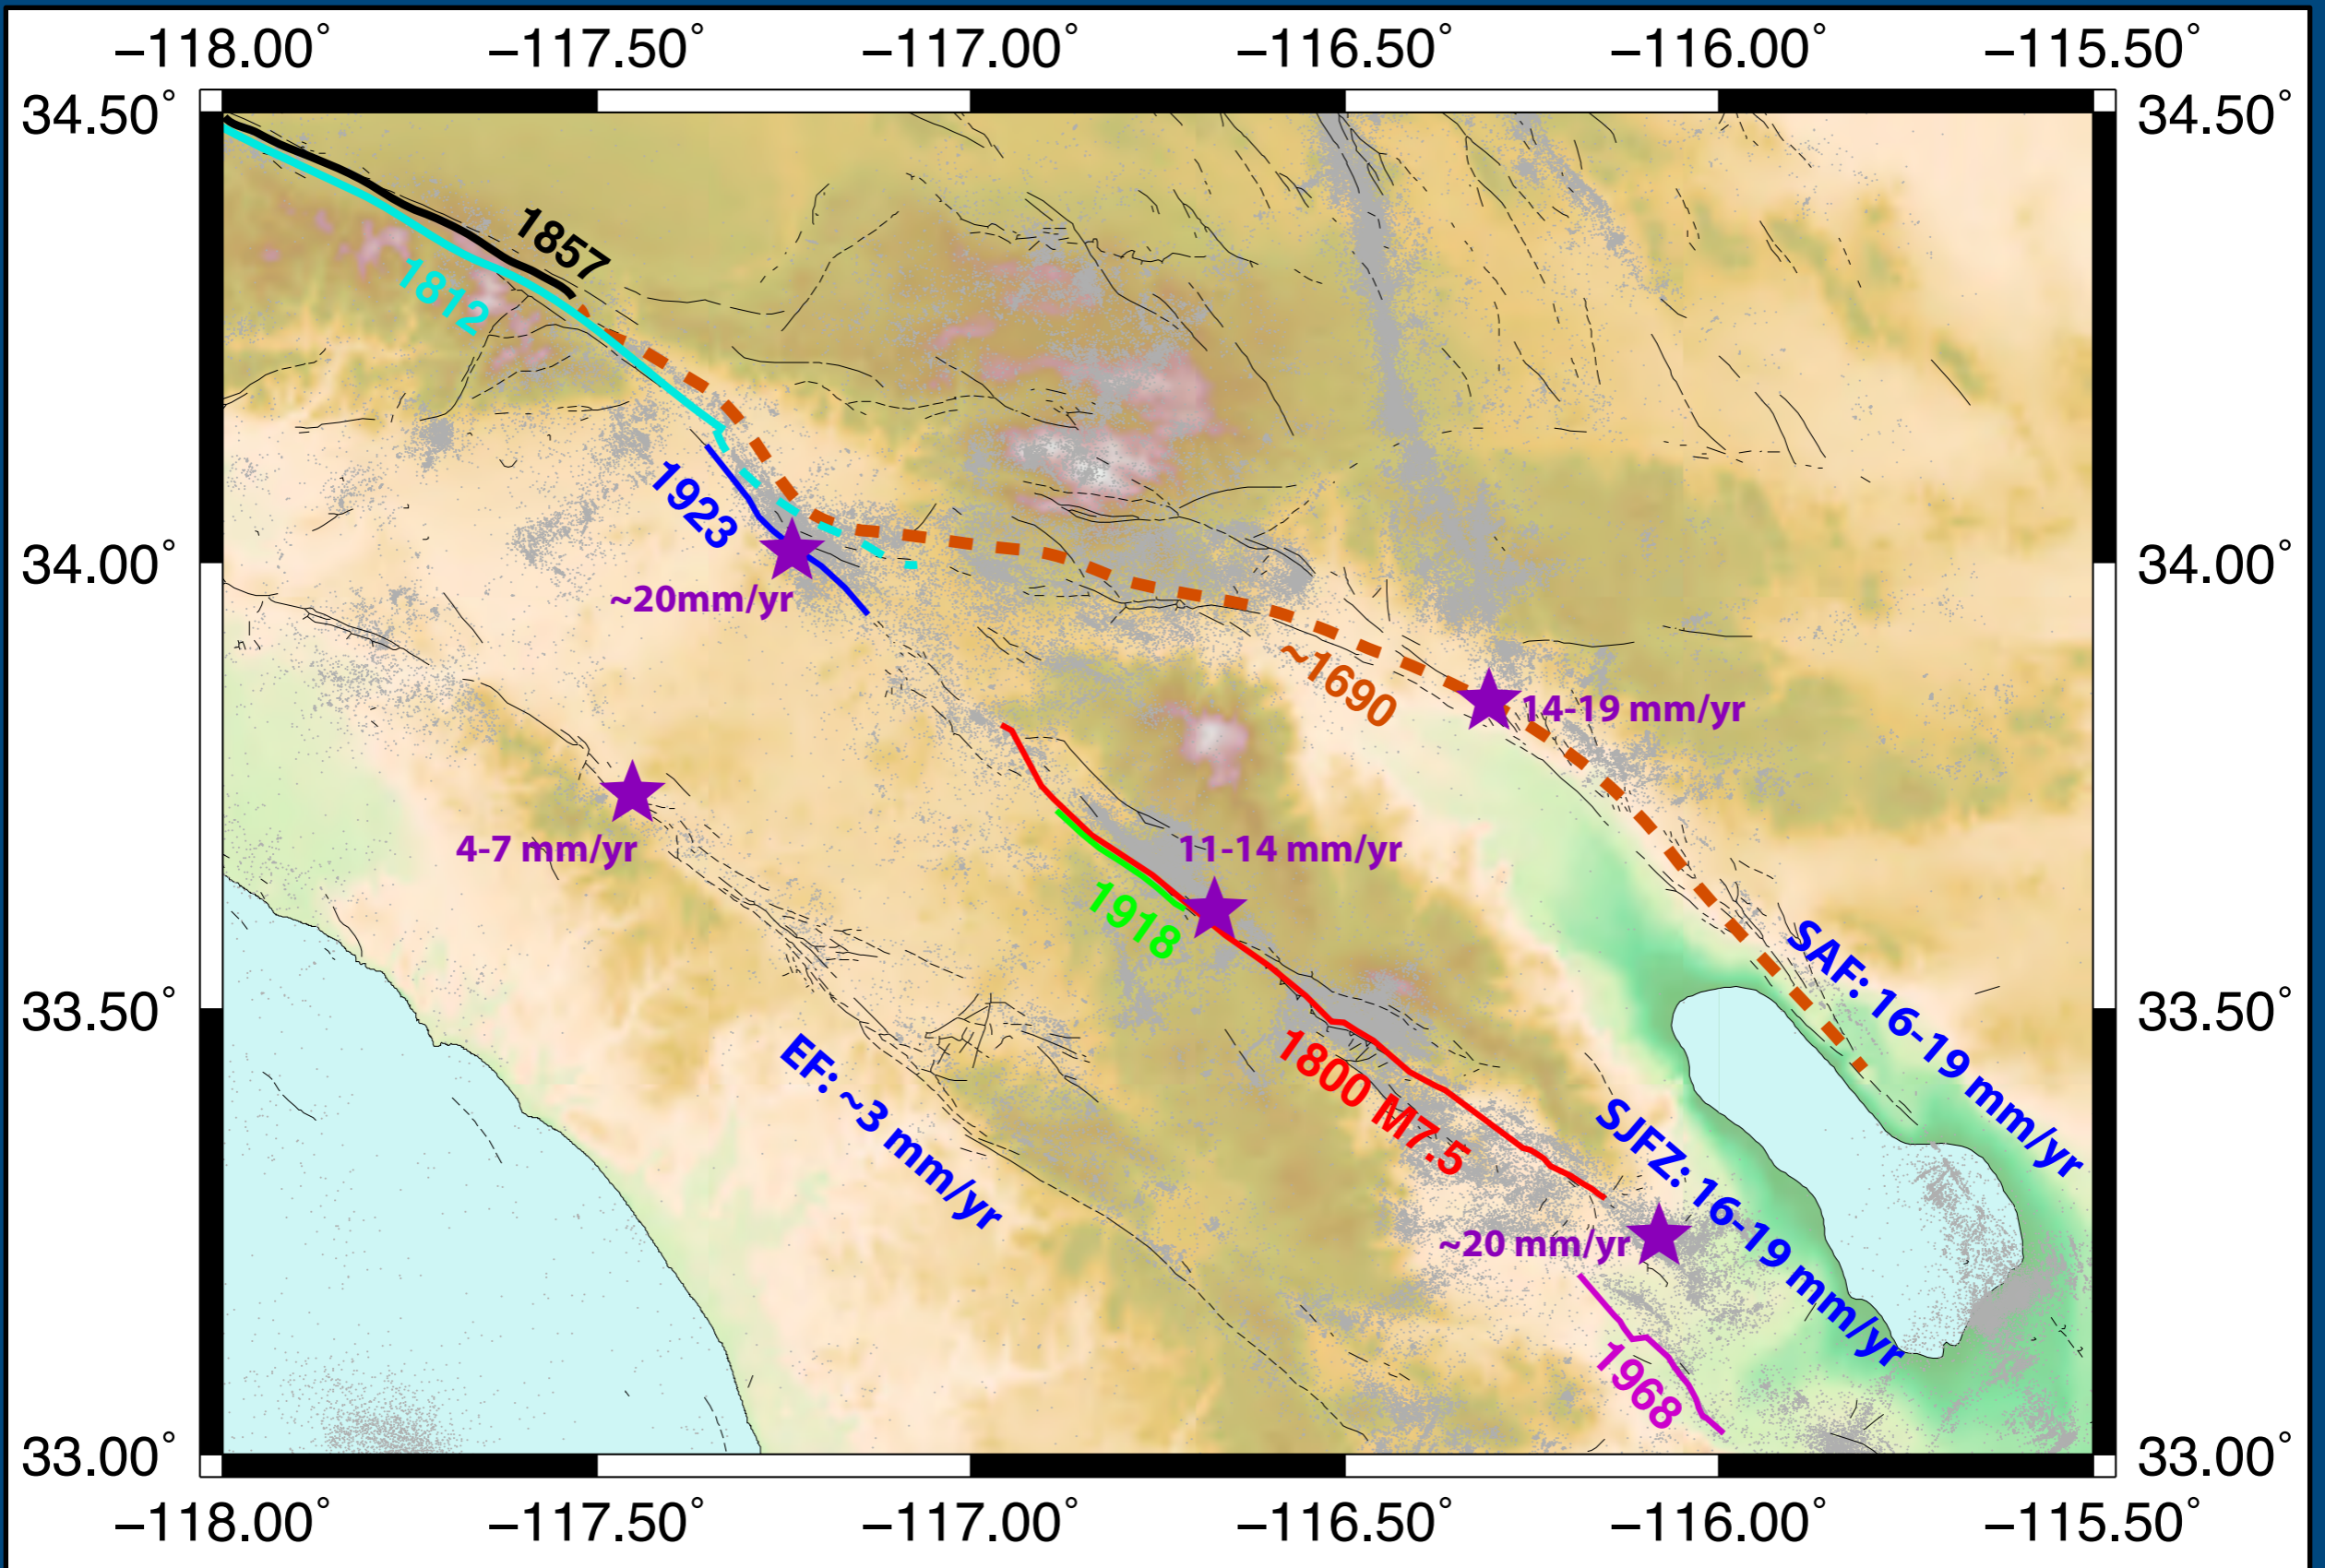 −118.00° −117.50° −117.00° −116.50° −116.00° −115.50°
34.50° 34.50°
1857
1812
1923
34.00° 34.00°
~20mm/yr
~1690
14-19 mm/yr
4-7 mm/yr
11-14 mm/yr
1918
SAF: 16-19 mm/yr
33.50° 33.50°
EF: ~3 mm/yr
1800 M7.5
SJFZ: 16-19 mm/yr
~20 mm/yr
1968
33.00° 33.00°
−118.00° −117.50° −117.00° −116.50° −116.00° −115.50°